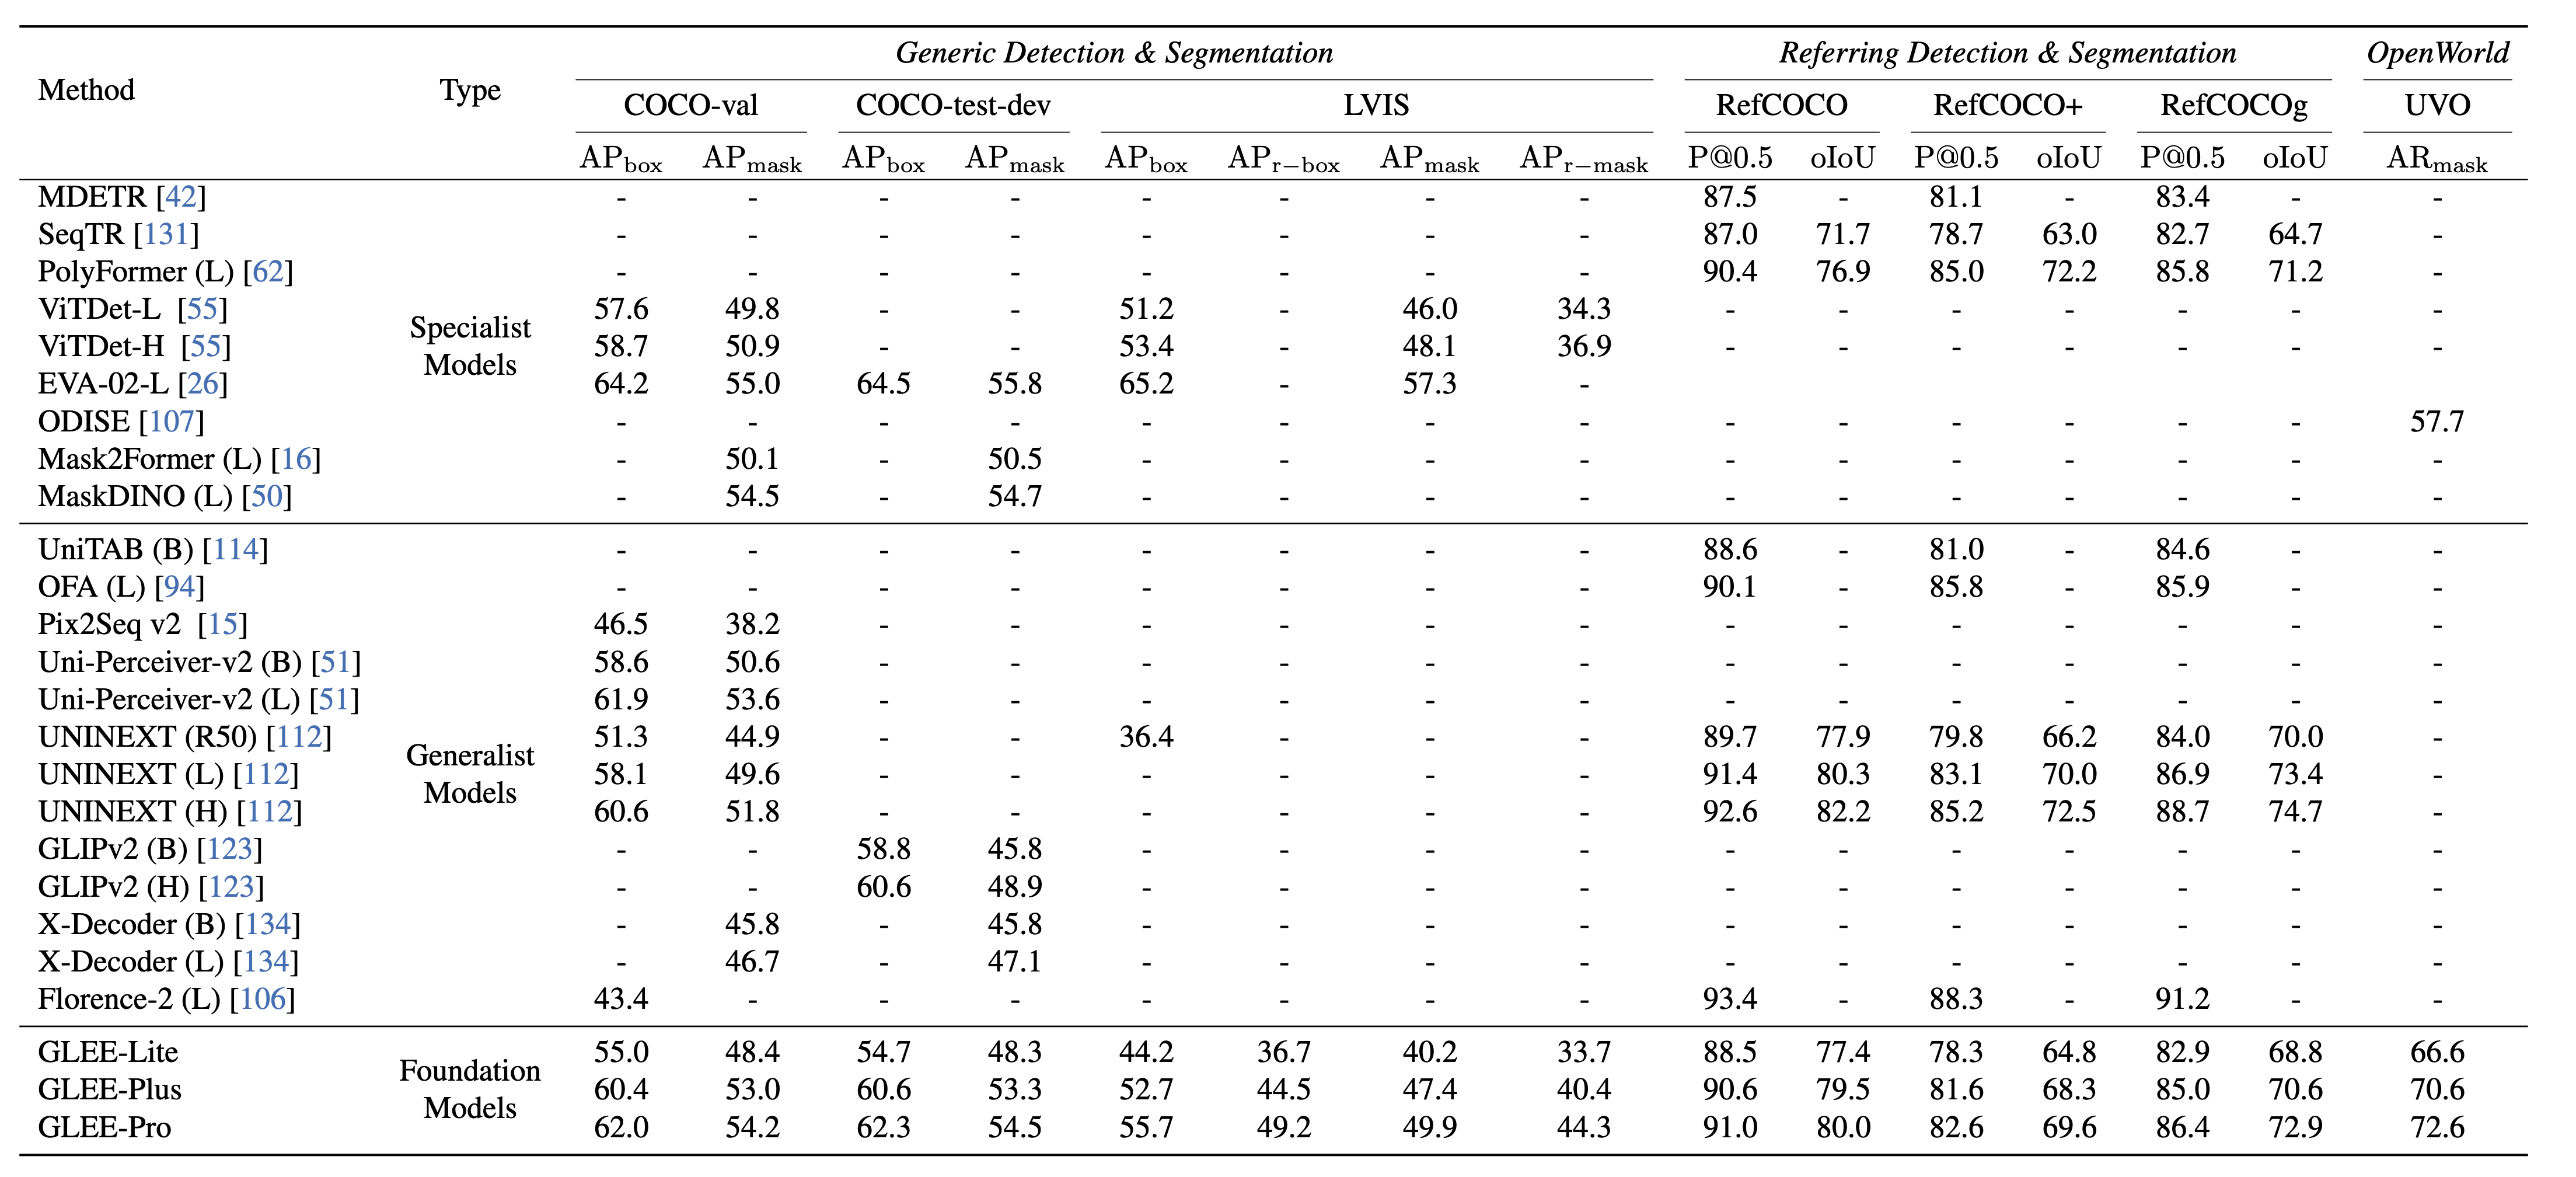 Generic Detection & Segmentation Referring Detection & Segmentation OpenWorld
Method Type COCO-val COCO-test-dev LVIS RefCOCO RefCOCO+ RefCOCOg UVO
APbox APmask APbox APmask APbox APr−box APmask APr−mask P@0.5 oIoU P@0.5 oIoU P@0.5 oIoU ARmask
MDETR [42] - - - - - - - - 87.5 - 81.1 - 83.4 - -
SeqTR [131] - - - - - - - - 87.0 71.7 78.7 63.0 82.7 64.7 -
PolyFormer (L) [62] - - - - - - - - 90.4 76.9 85.0 72.2 85.8 71.2 -
ViTDet-L [55] 57.6 49.8 - - 51.2 - 46.0 34.3 - - - - - - -
Specialist Models
ViTDet-H [55] 58.7 50.9 - - 53.4 - 48.1 36.9 - - - - - - -
EVA-02-L [26] 64.2 55.0 64.5 55.8 65.2 - 57.3 - - - - - - - -
ODISE [107] - - - - - - - - - - - - - - 57.7
Mask2Former (L) [16] - 50.1 - 50.5 - - - - - - - - - - -
MaskDINO (L) [50] - 54.5 - 54.7 - - - - - - - - - - -
UniTAB (B) [114] - - - - - - - - 88.6 - 81.0 - 84.6 - -
OFA (L) [94] - - - - - - - - 90.1 - 85.8 - 85.9 - -
Pix2Seq v2 [15] 46.5 38.2 - - - - - - - - - - - - -
Uni-Perceiver-v2 (B) [51] 58.6 50.6 - - - - - - - - - - - - -
Uni-Perceiver-v2 (L) [51] 61.9 53.6 - - - - - - - - - - - - -
UNINEXT (R50) [112] 51.3 44.9 - - 36.4 - - - 89.7 77.9 79.8 66.2 84.0 70.0 -
Generalist Models
UNINEXT (L) [112] 58.1 49.6 - - - - - - 91.4 80.3 83.1 70.0 86.9 73.4 -
UNINEXT (H) [112] 60.6 51.8 - - - - - - 92.6 82.2 85.2 72.5 88.7 74.7 -
GLIPv2 (B) [123] - - 58.8 45.8 - - - - - - - - - - -
GLIPv2 (H) [123] - - 60.6 48.9 - - - - - - - - - - -
X-Decoder (B) [134] - 45.8 - 45.8 - - - - - - - - - - -
X-Decoder (L) [134] - 46.7 - 47.1 - - - - - - - - - - -
Florence-2 (L) [106] 43.4 - - - - - - - 93.4 - 88.3 - 91.2 - -
GLEE-Lite 55.0 48.4 54.7 48.3 44.2 36.7 40.2 33.7 88.5 77.4 78.3 64.8 82.9 68.8 66.6
Foundation Models
GLEE-Plus 60.4 53.0 60.6 53.3 52.7 44.5 47.4 40.4 90.6 79.5 81.6 68.3 85.0 70.6 70.6
GLEE-Pro 62.0 54.2 62.3 54.5 55.7 49.2 49.9 44.3 91.0 80.0 82.6 69.6 86.4 72.9 72.6